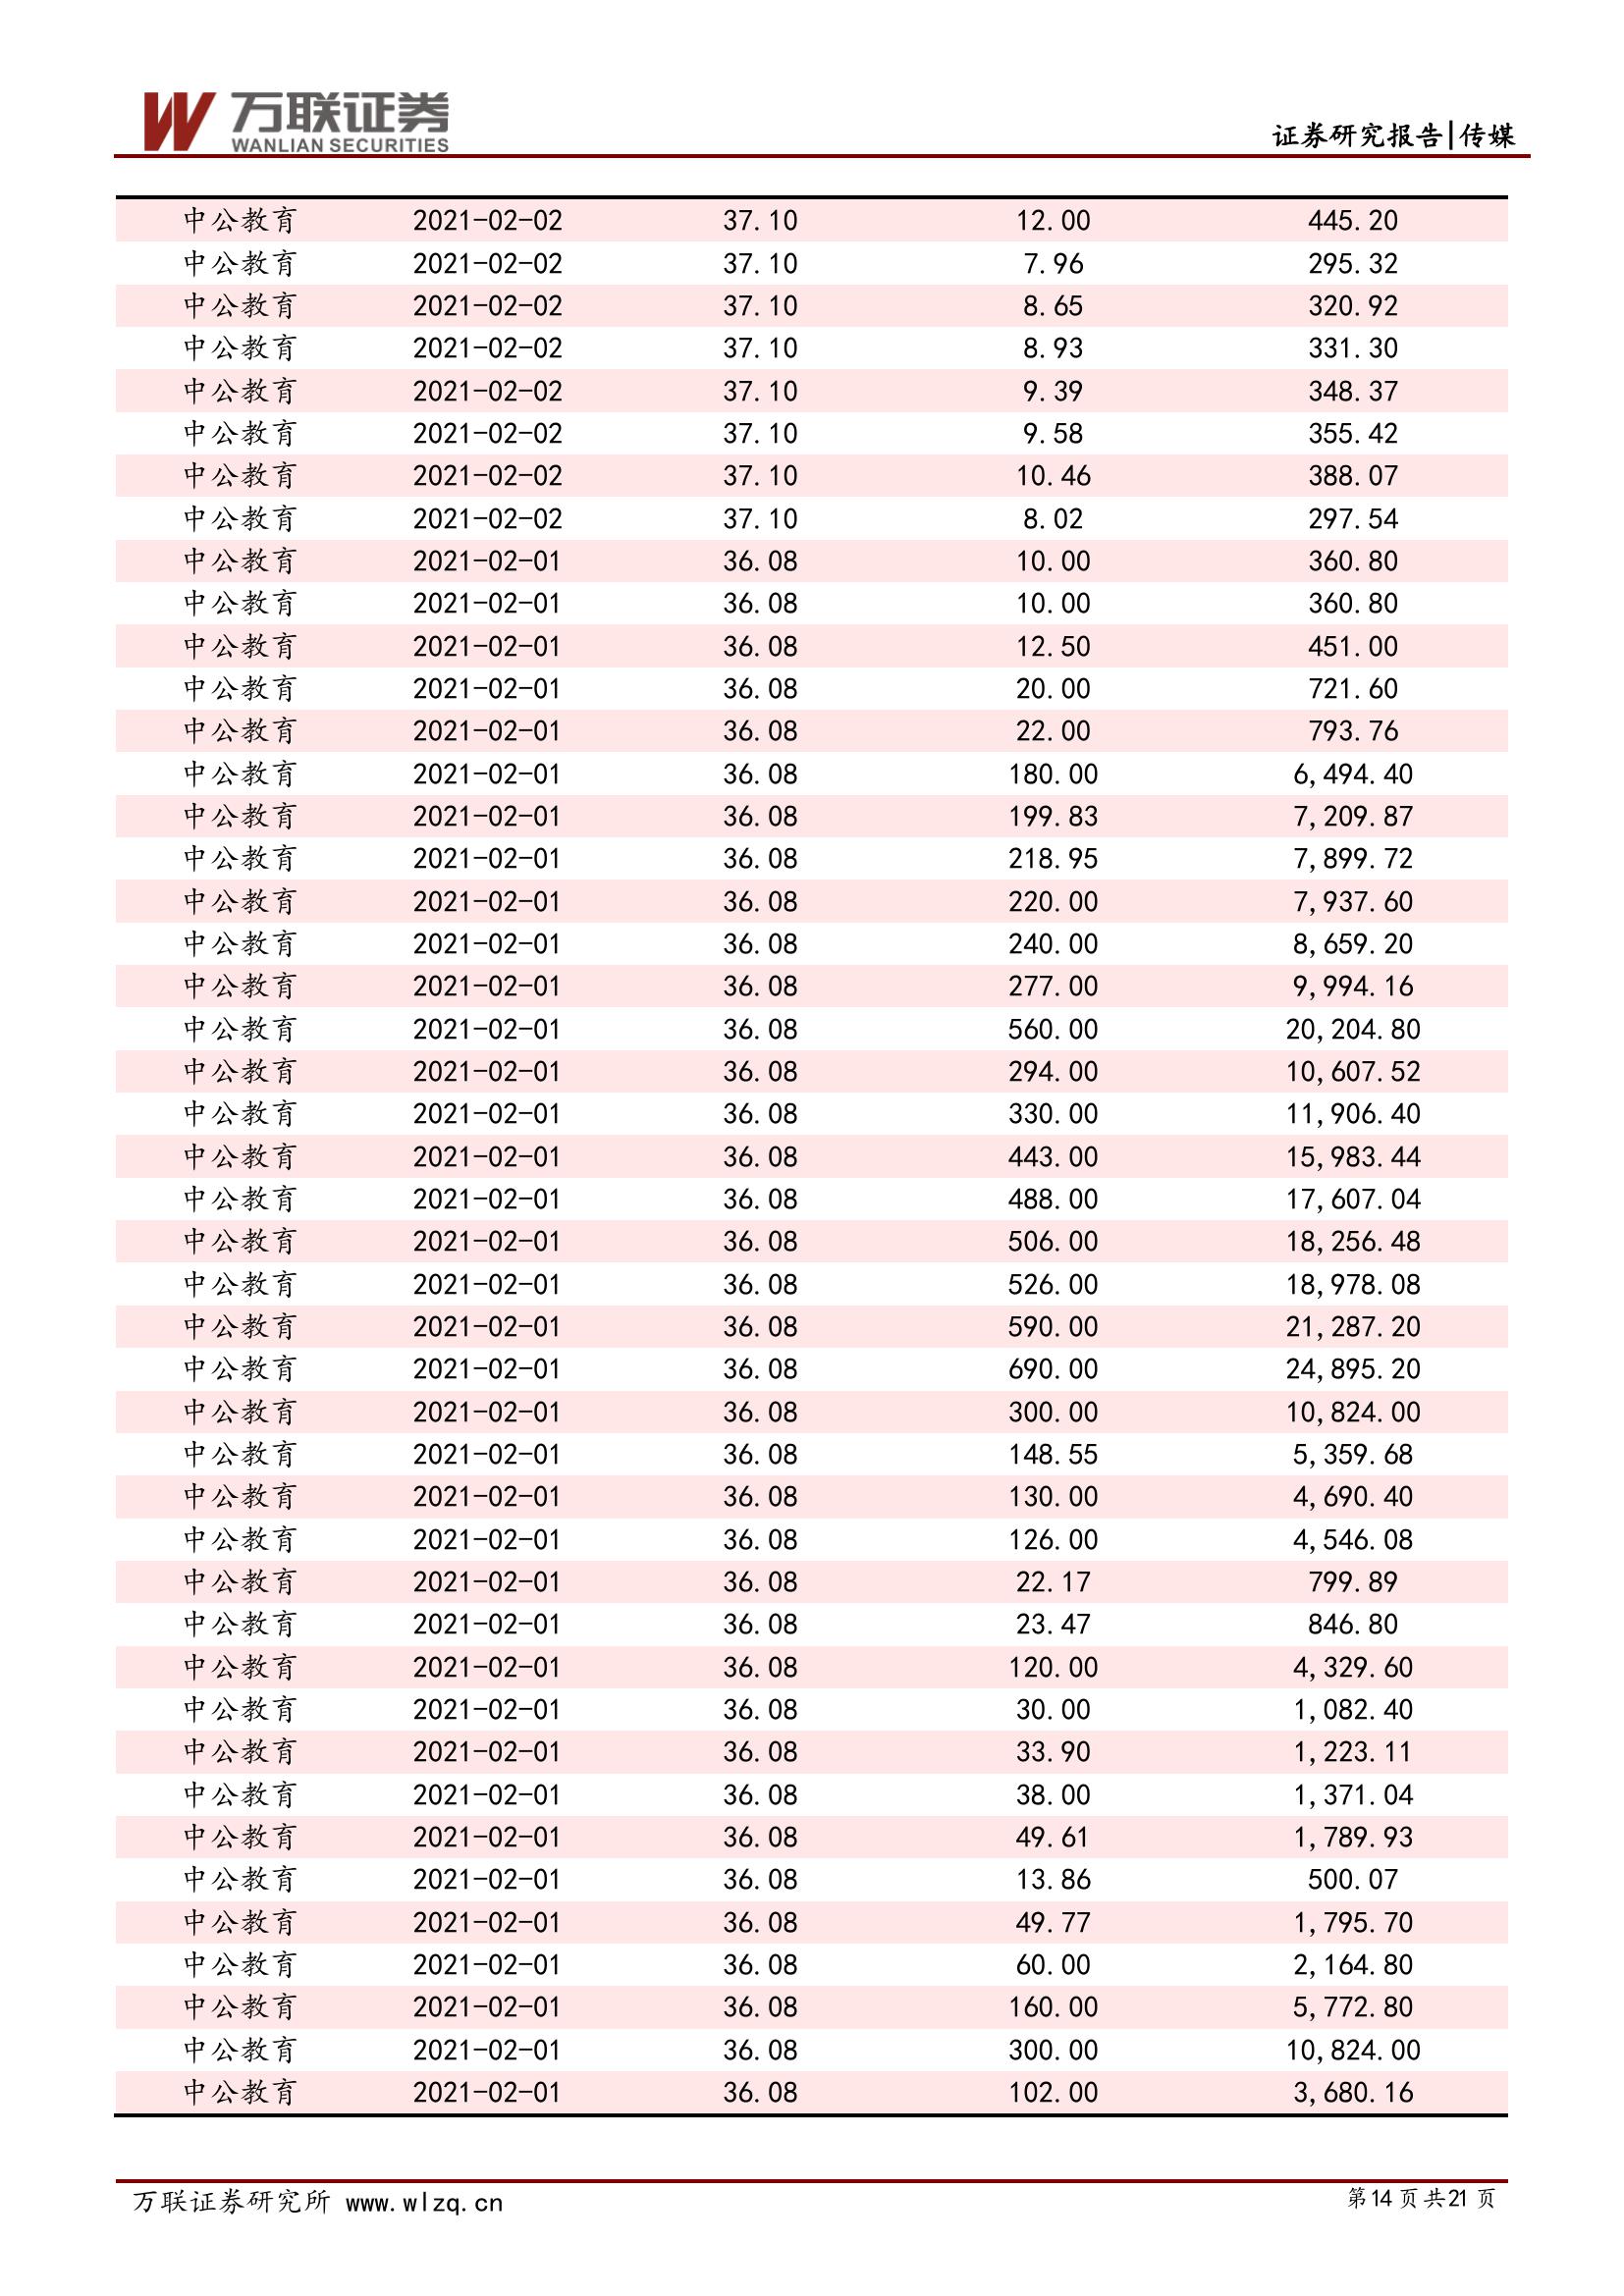 万联证券
WANLIAN SECURITIES
证券研究报告|传媒
中公教育 2021-02-02 37.10 12.00 445.20
中公教育 2021-02-02 37.10 7.96 295.32
中公教育 2021-02-02 37.10 8.65 320.92
中公教育 2021-02-02 37.10 8.93 331.30
中公教育 2021-02-02 37.10 9.39 348.37
中公教育 2021-02-02 37.10 9.58 355.42
中公教育 2021-02-02 37.10 10.46 388.07
中公教育 2021-02-02 37.10 8.02 297.54
中公教育 2021-02-01 36.08 10.00 360.80
中公教育 2021-02-01 36.08 10.00 360.80
中公教育 2021-02-01 36.08 12.50 451.00
中公教育 2021-02-01 36.08 20.00 721.60
中公教育 2021-02-01 36.08 22.00 793.76
中公教育 2021-02-01 36.08 180.00 6,494.40
中公教育 2021-02-01 36.08 199.83 7,209.87
中公教育 2021-02-01 36.08 218.95 7,899.72
中公教育 2021-02-01 36.08 220.00 7,937.60
中公教育 2021-02-01 36.08 240.00 8,659.20
中公教育 2021-02-01 36.08 277.00 9,994.16
中公教育 2021-02-01 36.08 560.00 20,204.80
中公教育 2021-02-01 36.08 294.00 10,607.52
中公教育 2021-02-01 36.08 330.00 11,906.40
中公教育 2021-02-01 36.08 443.00 15,983.44
中公教育 2021-02-01 36.08 488.00 17,607.04
中公教育 2021-02-01 36.08 506.00 18,256.48
中公教育 2021-02-01 36.08 526.00 18,978.08
中公教育 2021-02-01 36.08 590.00 21,287.20
中公教育 2021-02-01 36.08 690.00 24,895.20
中公教育 2021-02-01 36.08 300.00 10,824.00
中公教育 2021-02-01 36.08 148.55 5,359.68
中公教育 2021-02-01 36.08 130.00 4,690.40
中公教育 2021-02-01 36.08 126.00 4,546.08
中公教育 2021-02-01 36.08 22.17 799.89
中公教育 2021-02-01 36.08 23.47 846.80
中公教育 2021-02-01 36.08 120.00 4,329.60
中公教育 2021-02-01 36.08 30.00 1,082.40
中公教育 2021-02-01 36.08 33.90 1,223.11
中公教育 2021-02-01 36.08 38.00 1,371.04
中公教育 2021-02-01 36.08 49.61 1,789.93
中公教育 2021-02-01 36.08 13.86 500.07
中公教育 2021-02-01 36.08 49.77 1,795.70
中公教育 2021-02-01 36.08 60.00 2,164.80
中公教育 2021-02-01 36.08 160.00 5,772.80
中公教育 2021-02-01 36.08 300.00 10,824.00
中公教育 2021-02-01 36.08 102.00 3,680.16
万联证券研究所 www.wlzq.cn 第14页共21页